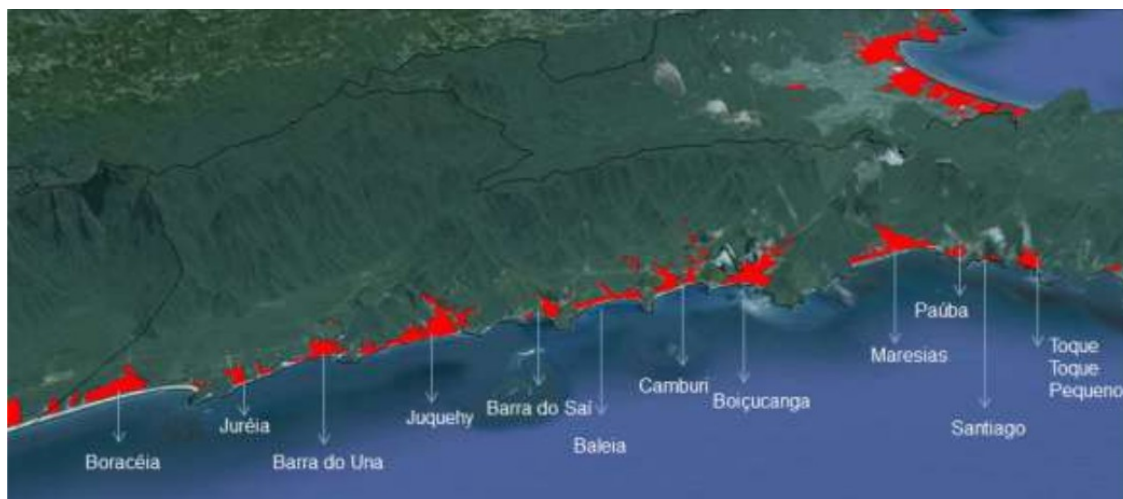 Boracéia
Juréia
Barra do Una
Juquehy
Barra do Saí
Baleia
Camburi
Boiçucanga
Maresias
Paúba
Santiago
Toque
Toque
Pequeno